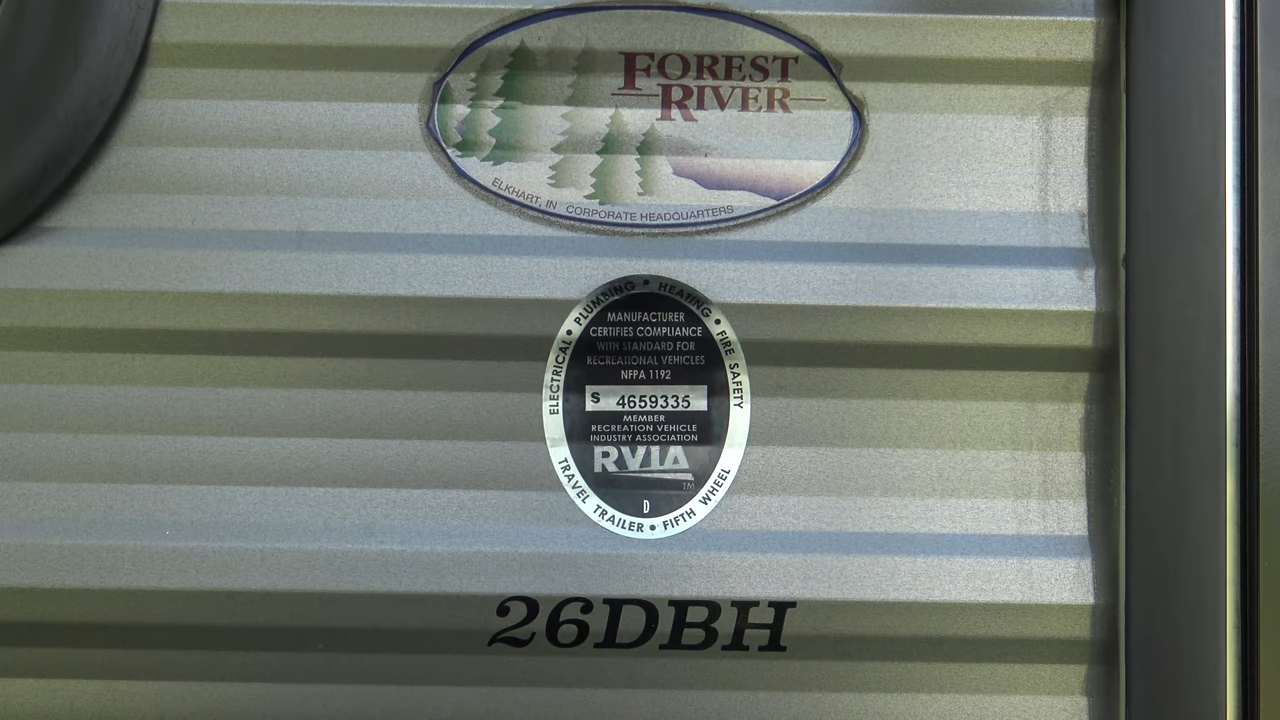 FOREST
RIVER
ELKHART, IN CORPORATE HEADQUARTERS
ELECTRICAL • PLUMBING • HEATING • FIRE SAFETY
MANUFACTURER
CERTIFIES COMPLIANCE
WITH STANDARD FOR
RECREATIONAL VEHICLES
NFPA 1192
S 4659335
MEMBER
RECREATION VEHICLE
INDUSTRY ASSOCIATION
RVIA
TM
D
TRAVEL TRAILER • FIFTH WHEEL
26DBH